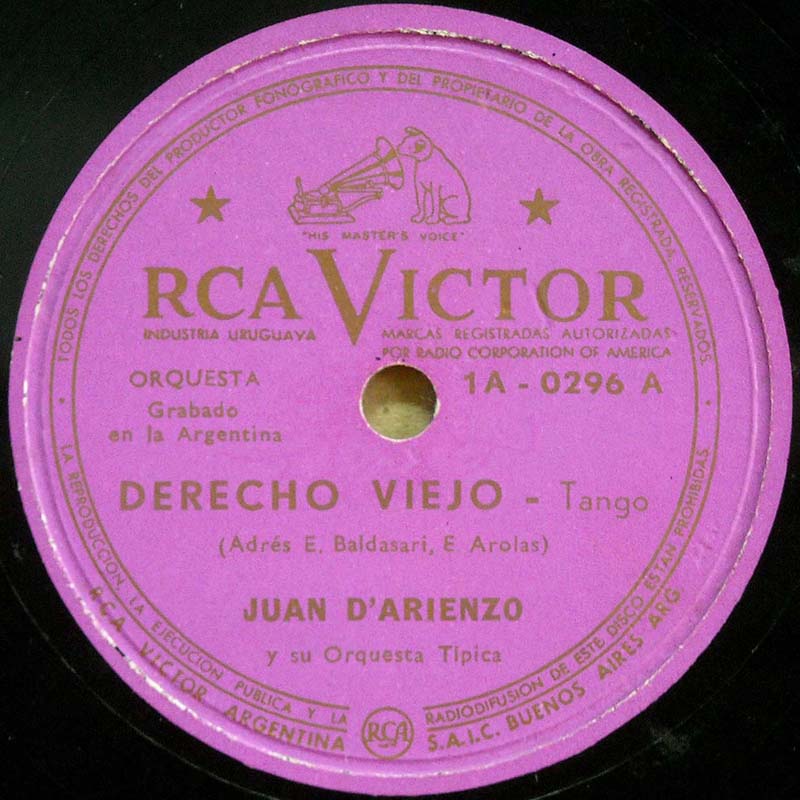 TODOS LOS DERECHOS DEL PRODUCTOR FONOGRAFICO Y DEL PROPIETARIO DE LA OBRA REGISTRADA, RESERVADOS.
"HIS MASTER'S VOICE"
RCA VICTOR
INDUSTRIA URUGUAYA
MARCAS REGISTRADAS AUTORIZADAS
POR RADIO CORPORATION OF AMERICA
ORQUESTA
1A - 0296 A
Grabado
en la Argentina
DERECHO VIEJO - Tango
(Adrés E. Baldasari, E Arolas)
JUAN D'ARIENZO
y su Orquesta Típica
LA REPRODUCCION, LA EJECUCION PUBLICA Y LA RADIODIFUSION DE ESTE DISCO ESTAN PROHIBIDAS
RCA VICTOR ARGENTINA S.A.I.C. BUENOS AIRES ARG
RCA